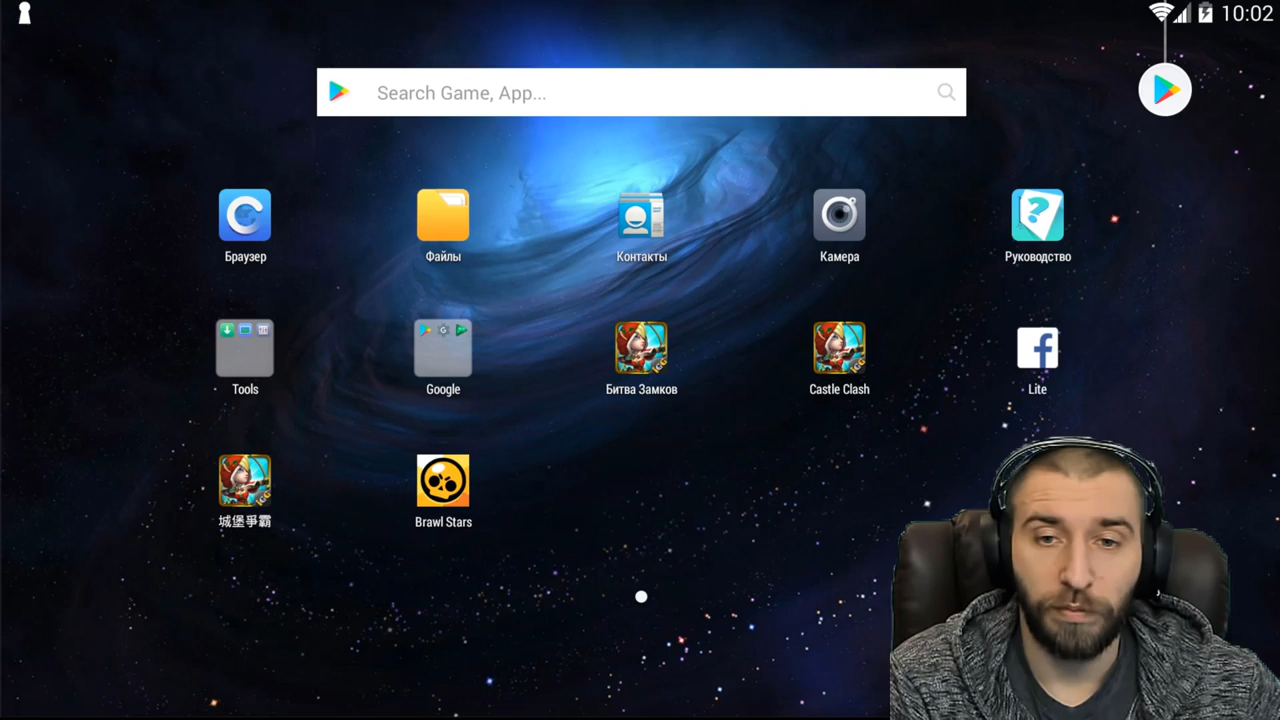 10:02
Search Game, App...
Браузер
Файлы
Контакты
Камера
Руководство
Tools
Google
Битва Замков
Castle Clash
Lite
城堡爭霸
Brawl Stars